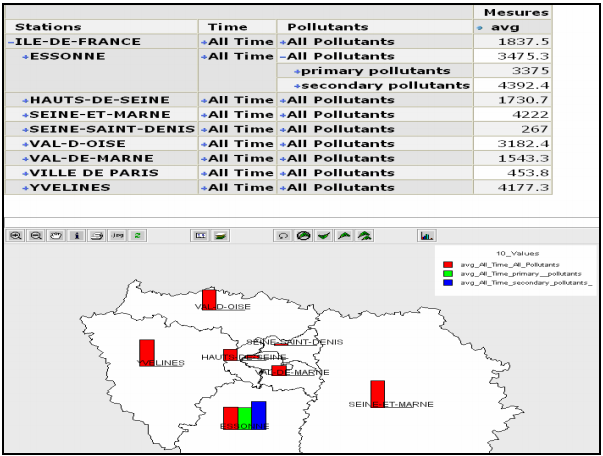 Mesures
Stations Time Pollutants avg
ILE-DE-FRANCE All Time All Pollutants 1837.5
ESSONNE All Time All Pollutants 3475.3
primary pollutants 3375
secondary pollutants 4392.4
HAUTS-DE-SEINE All Time All Pollutants 1730.7
SEINE-ET-MARNE All Time All Pollutants 4222
SEINE-SAINT-DENIS All Time All Pollutants 267
VAL-D-OISE All Time All Pollutants 3182.4
VAL-DE-MARNE All Time All Pollutants 1543.3
VILLE DE PARIS All Time All Pollutants 453.8
YVELINES All Time All Pollutants 4177.3
10_Values
avg_All_Time_All_Pollutants
avg_All_Time_primary__pollutants
avg_All_Time_secondary_pollutants_
VAL-D-OISE
SEINE-SAINT-DENIS
HAUTS-DE-SEINE
YVELINES
VAL-DE-MARNE
SEINE-ET-MARNE
ESSONNE